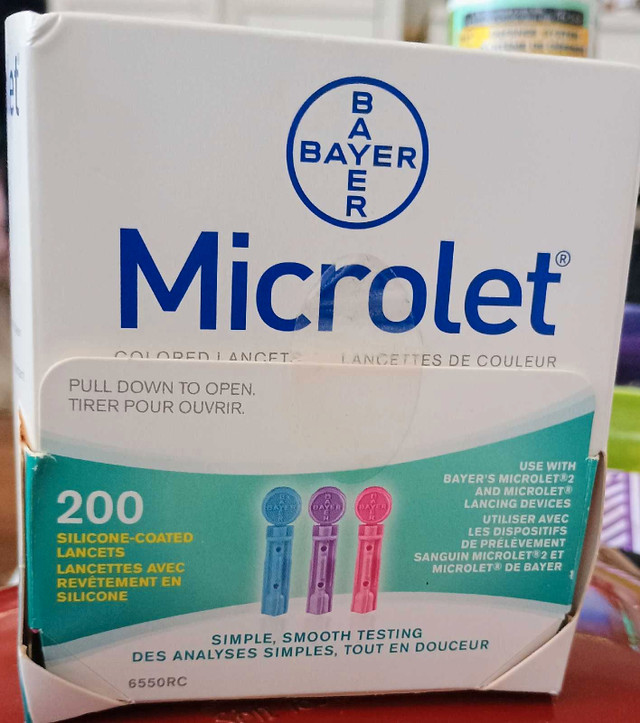 BAYER
BAYER
Microlet®
COLORED LANCETS LANCETTES DE COULEUR
PULL DOWN TO OPEN.
TIRER POUR OUVRIR.
200
SILICONE-COATED
LANCETS
LANCETTES AVEC
REVÊTEMENT EN
SILICONE
USE WITH
BAYER'S MICROLET®2
AND MICROLET®
LANCING DEVICES
UTILISER AVEC
LES DISPOSITIFS
DE PRÉLÈVEMENT
SANGUIN MICROLET®2 ET
MICROLET® DE BAYER
SIMPLE, SMOOTH TESTING
DES ANALYSES SIMPLES, TOUT EN DOUCEUR
6550RC